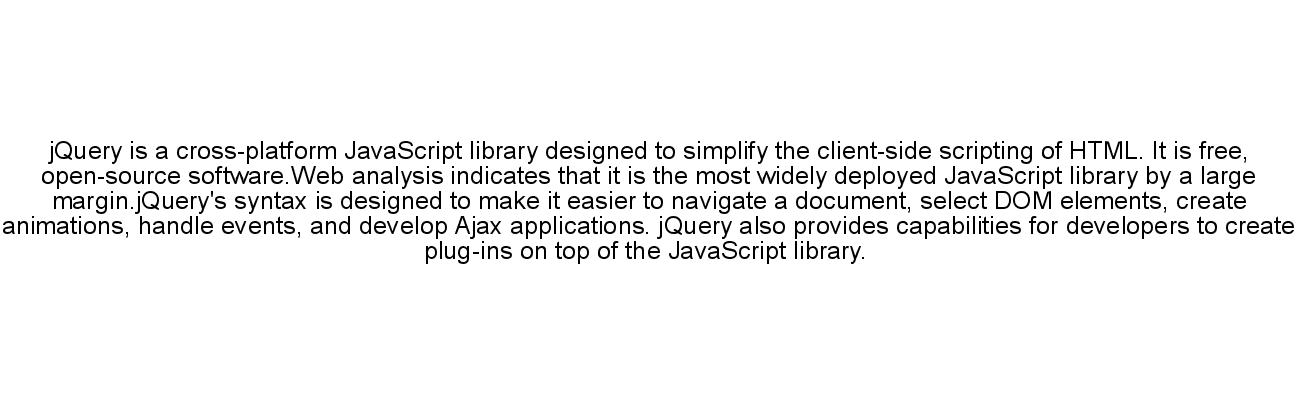 jQuery is a cross-platform JavaScript library designed to simplify the client-side scripting of HTML. It is free,
open-source software.Web analysis indicates that it is the most widely deployed JavaScript library by a large
margin.jQuery's syntax is designed to make it easier to navigate a document, select DOM elements, create
animations, handle events, and develop Ajax applications. jQuery also provides capabilities for developers to create
plug-ins on top of the JavaScript library.